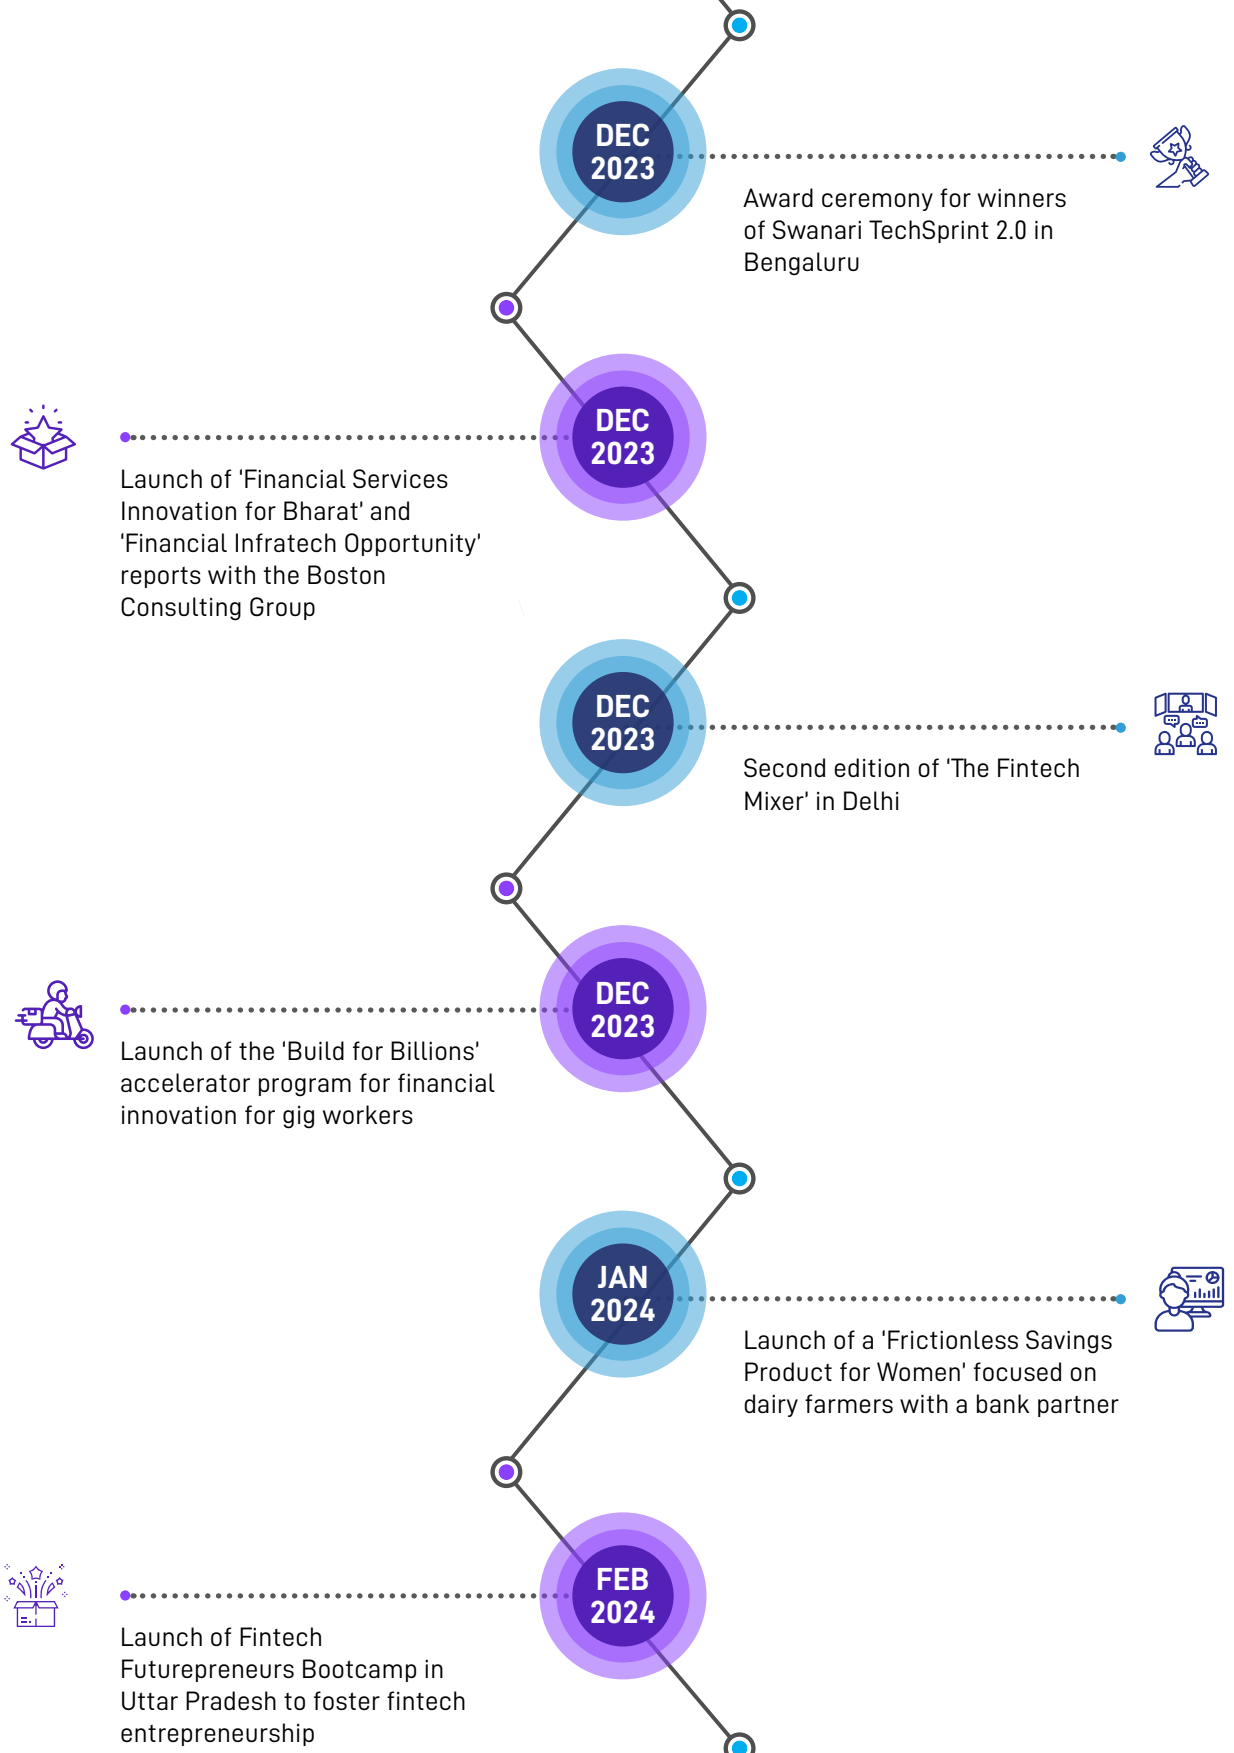 DEC
2023
Award ceremony for winners
of Swanari TechSprint 2.0 in
Bengaluru
DEC
2023
Launch of ‘Financial Services
Innovation for Bharat’ and
‘Financial Infratech Opportunity’
reports with the Boston
Consulting Group
DEC
2023
Second edition of ‘The Fintech
Mixer’ in Delhi
DEC
2023
Launch of the ‘Build for Billions’
accelerator program for financial
innovation for gig workers
JAN
2024
Launch of a ‘Frictionless Savings
Product for Women’ focused on
dairy farmers with a bank partner
FEB
2024
Launch of Fintech
Futurepreneurs Bootcamp in
Uttar Pradesh to foster fintech
entrepreneurship